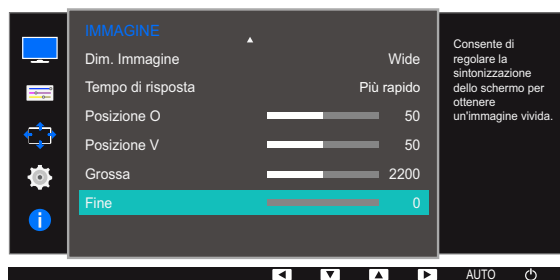 IMMAGINE
Dim. Immagine Wide
Tempo di risposta Più rapido
Posizione O 50
Posizione V 50
Grossa 2200
Fine 0
Consente di
regolare la
sintonizzazione
dello schermo per
ottenere
un'immagine vivida.
AUTO